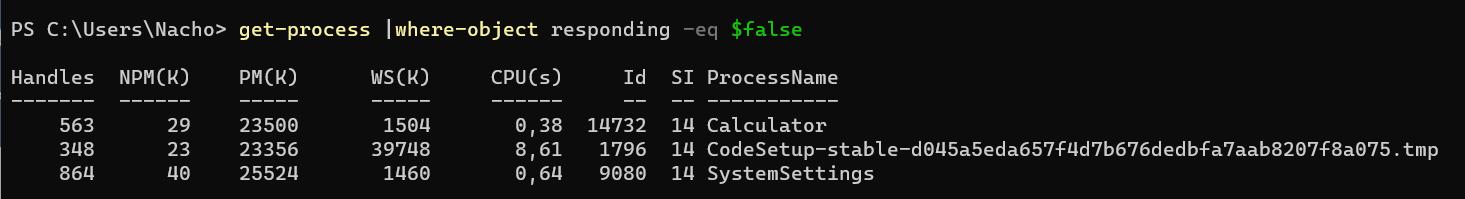 PS C:\Users\Nacho> get-process |where-object responding -eq $false
Handles NPM(K) PM(K) WS(K) CPU(s) Id SI ProcessName
------- ------ ----- ----- ------ -- -- -----------
563 29 23500 1504 0,38 14732 14 Calculator
348 23 23356 39748 8,61 1796 14 CodeSetup-stable-d045a5eda657f4d7b676dedbfa7aab8207f8a075.tmp
864 40 25524 1460 0,64 9080 14 SystemSettings